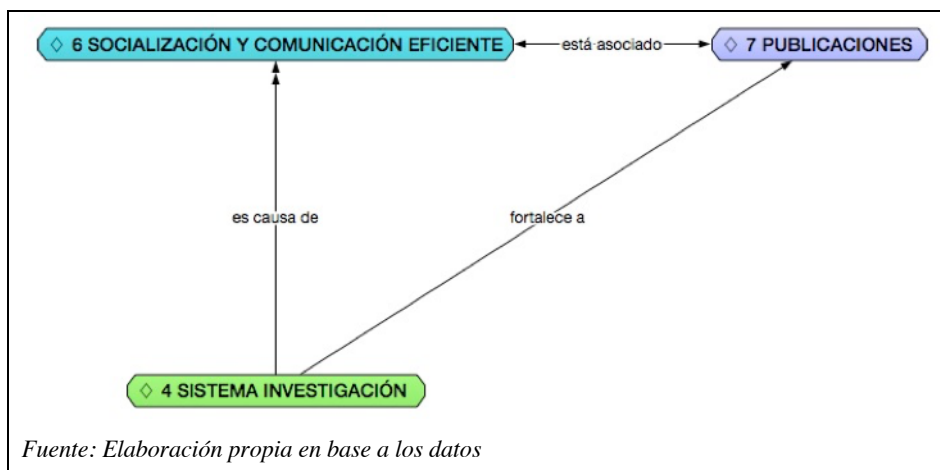 ◇ 6 SOCIALIZACIÓN Y COMUNICACIÓN EFICIENTE
está asociado
◇ 7 PUBLICACIONES
es causa de
fortalece a
◇ 4 SISTEMA INVESTIGACIÓN
Fuente: Elaboración propia en base a los datos